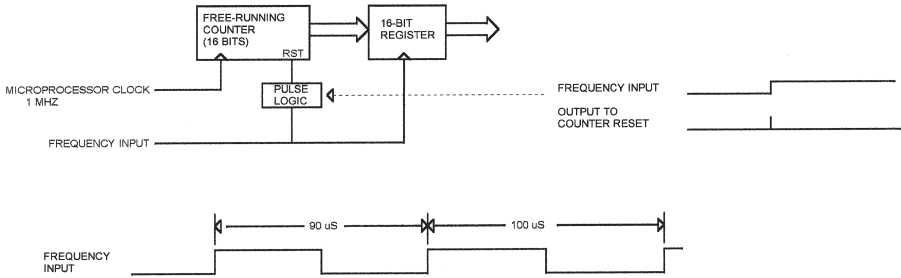 FREE-RUNNING
COUNTER
(16 BITS)
RST
16-BIT
REGISTER
MICROPROCESSOR CLOCK
1 MHZ
PULSE
LOGIC
FREQUENCY INPUT
FREQUENCY INPUT
OUTPUT TO
COUNTER RESET
90 uS
100 uS
FREQUENCY
INPUT